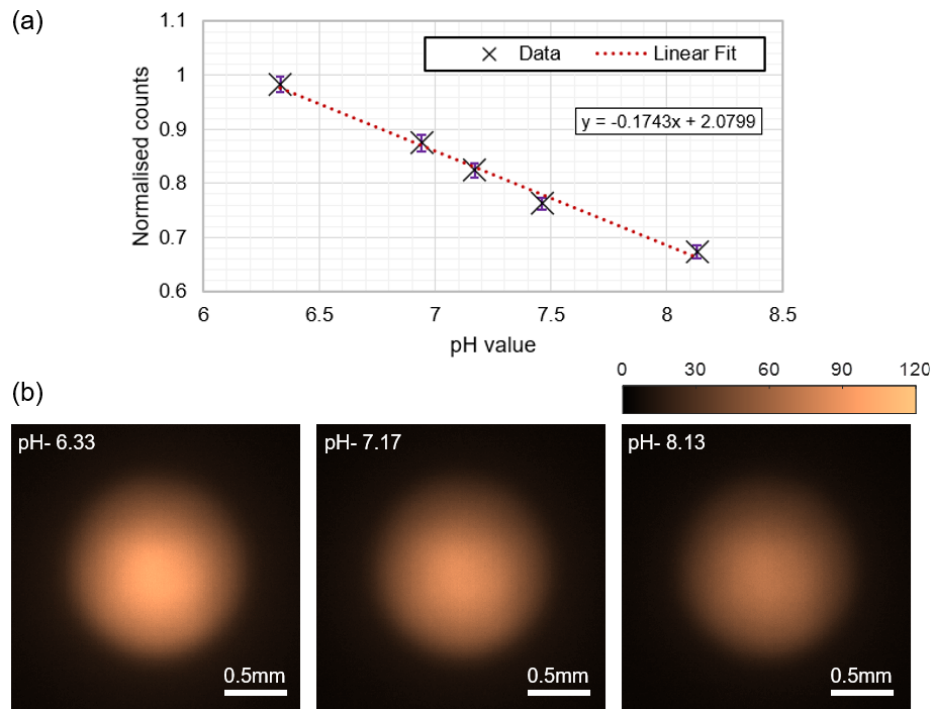 (a)
1.1
1
0.9
0.8
0.7
0.6
Normalised counts
Data
Linear Fit
y = -0.1743x + 2.0799
6 6.5 7 7.5 8 8.5
pH value
(b)
0 30 60 90 120
pH- 6.33
0.5mm
pH- 7.17
0.5mm
pH- 8.13
0.5mm